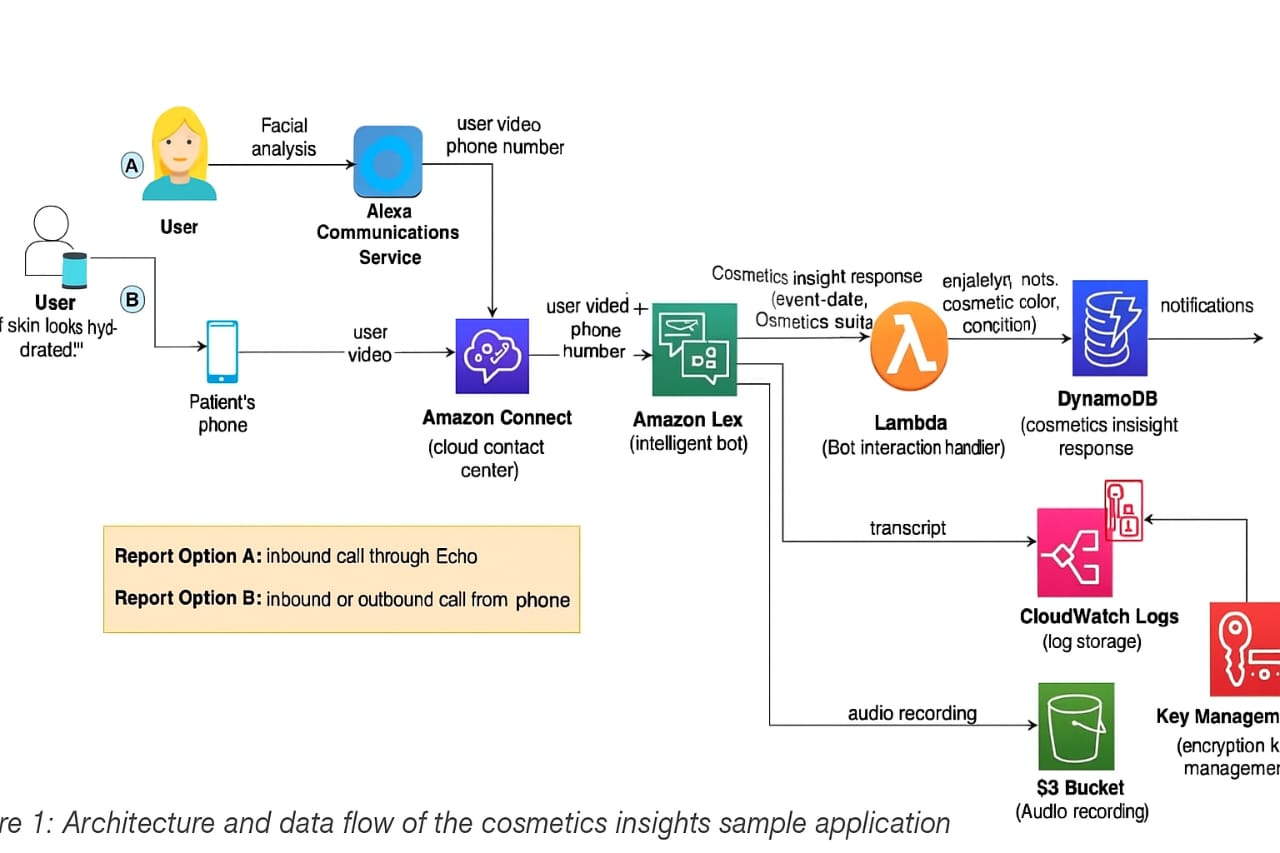 Facial
analysis
user video
phone number
A
User
Alexa
Communications
Service
User
B
f skin looks hyd-
drated."'
Patient's
phone
user
video
Amazon Connect
(cloud contact
center)
user vided +
phone
humber
Amazon Lex
(intelligent bot)
Cosmetics insight response
(event-date,
Osmetics suita
Lambda
(Bot interaction handier)
enjalelyn, nots.
cosmetic color,
concition)
DynamoDB
(cosmetics insisight
response
notifications
transcript
CloudWatch Logs
(log storage)
Key Managem
(encryption k
managemer
audio recording
$3 Bucket
(Audlo recording)
Report Option A: inbound call through Echo
Report Option B: inbound or outbound call from phone
re 1: Architecture and data flow of the cosmetics insights sample application